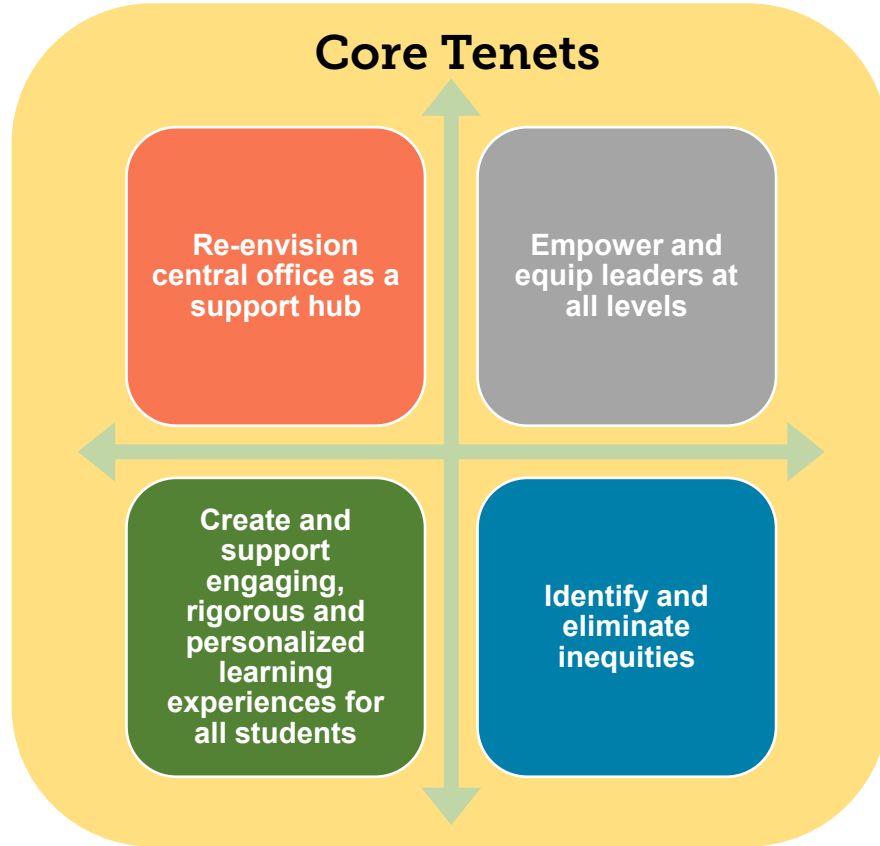 Core Tenets
Re-envision
central office as a
support hub
Empower and
equip leaders at
all levels
Create and
support
engaging,
rigorous and
personalized
learning
experiences for
all students
Identify and
eliminate
inequities